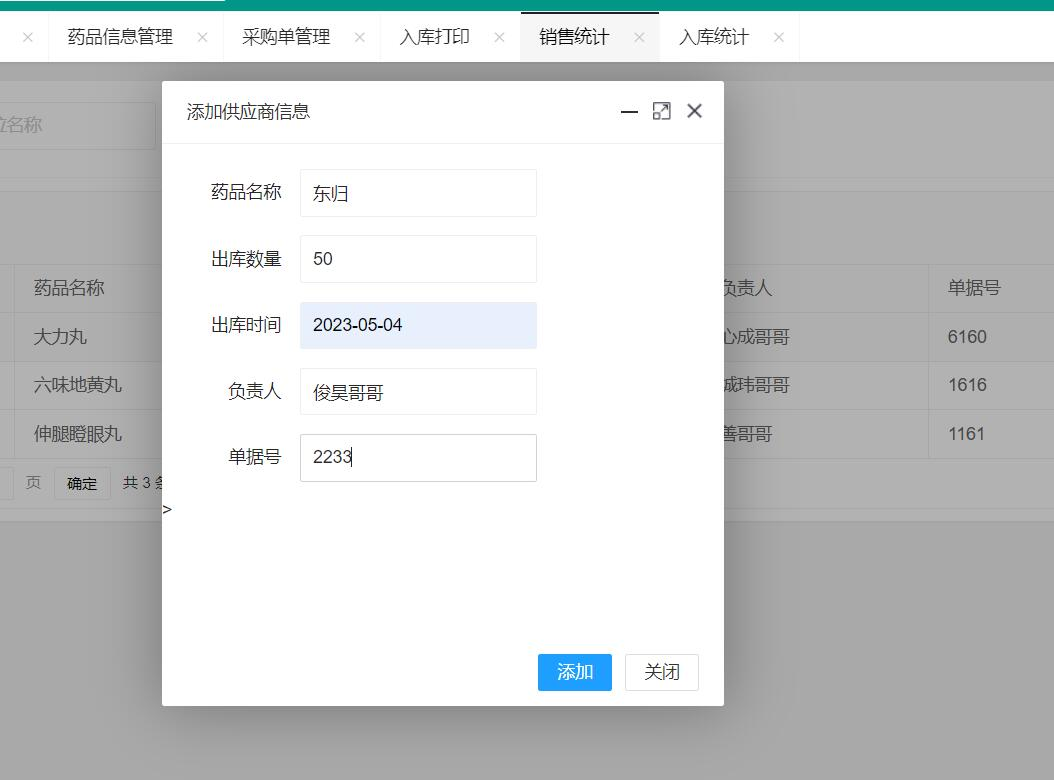 药品信息管理 采购单管理 入库打印 销售统计 入库统计
位名称
添加供应商信息
药品名称 东归
出库数量 50
出库时间 2023-05-04
负责人 俊昊哥哥
单据号 2233
>
添加 关闭
药品名称 负责人 单据号
大力丸 心成哥哥 6160
六味地黄丸 诚玮哥哥 1616
伸腿瞪眼丸 善哥哥 1161
页 确定 共 3 条